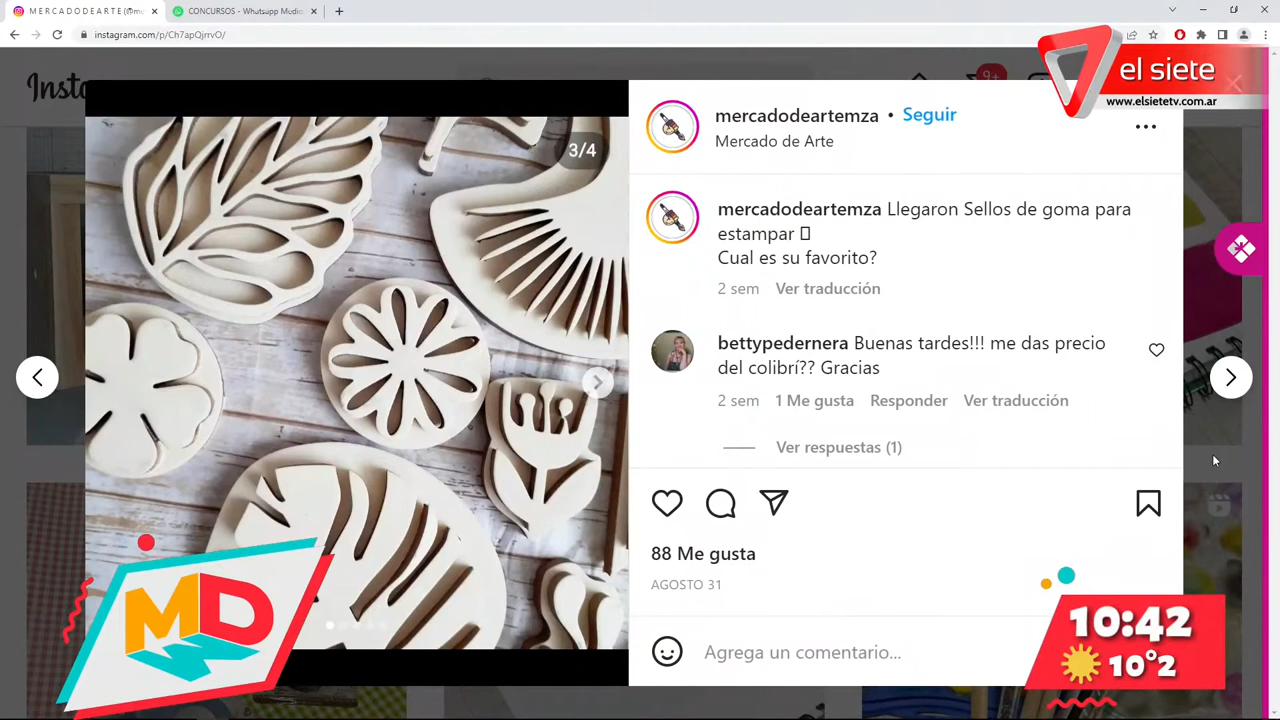 M E R C A D O D E A R T E (@me
CONCURSOS - Whatsapp Medio
instagram.com/p/Ch7apQjrrvO/
el siete
www.elsietetv.com.ar
Insta
9+
3/4
mercadodeartemza • Seguir
Mercado de Arte
mercadodeartemza Llegaron Sellos de goma para
estampar
Cual es su favorito?
2 sem Ver traducción
bettypedernera Buenas tardes!!! me das precio
del colibrí?? Gracias
2 sem 1 Me gusta Responder Ver traducción
Ver respuestas (1)
88 Me gusta
AGOSTO 31
Agrega un comentario...
MD
10:42
10°2